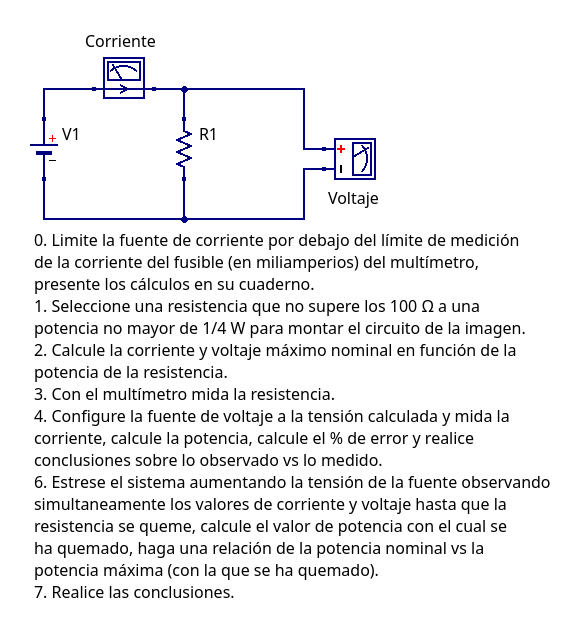 Corriente
V1
R1
Voltaje
0. Limite la fuente de corriente por debajo del límite de medición
de la corriente del fusible (en miliamperios) del multímetro,
presente los cálculos en su cuaderno.
1. Seleccione una resistencia que no supere los 100 Ω a una
potencia no mayor de 1/4 W para montar el circuito de la imagen.
2. Calcule la corriente y voltaje máximo nominal en función de la
potencia de la resistencia.
3. Con el multímetro mida la resistencia.
4. Configure la fuente de voltaje a la tensión calculada y mida la
corriente, calcule la potencia, calcule el % de error y realice
conclusiones sobre lo observado vs lo medido.
6. Estrese el sistema aumentando la tensión de la fuente observando
simultaneamente los valores de corriente y voltaje hasta que la
resistencia se queme, calcule el valor de potencia con el cual se
ha quemado, haga una relación de la potencia nominal vs la
potencia máxima (con la que se ha quemado).
7. Realice las conclusiones.